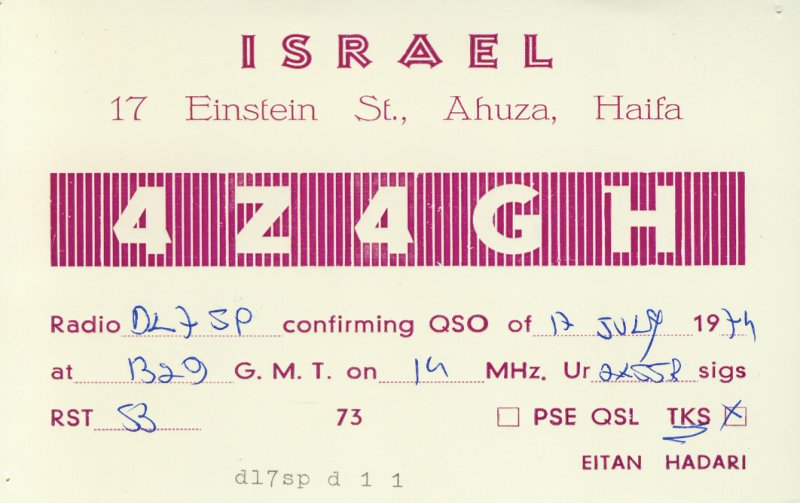 ISRAEL
17 Einstein St., Ahuza, Haifa
4Z4GH
Radio DL7SP confirming QSO of 17 JULY 1974
at 1329 G. M. T. on 14 MHz. Ur 2xSSB sigs
RST 53 73 PSE QSL TKS X
EITAN HADARI
dl7sp d 1 1